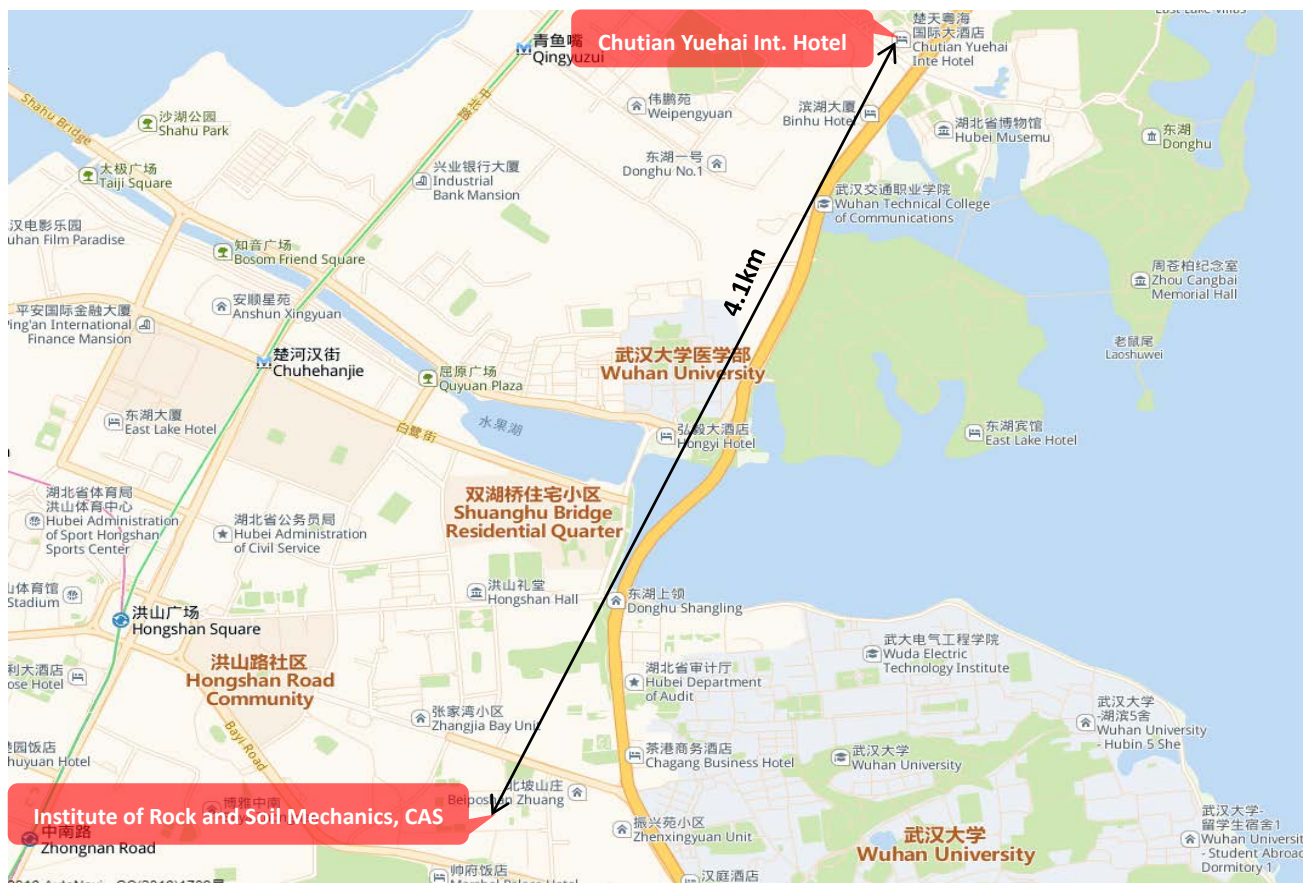 楚天粤海
国际大酒店
Chutian Yuehai
Inte Hotel
Chutian Yuehai Int. Hotel
青鱼嘴
Qingyuzui
中北路
Shahu Bridge
沙湖公园
Shahu Park
伟鹏苑
Weipengyuan
滨湖大厦
Binhu Hotel
湖北省博物馆
Hubei Musemu
东湖
Donghu
太极广场
Taiji Square
兴业银行大厦
Industrial
Bank Mansion
东湖一号
Donghu No.1
武汉交通职业学院
Wuhan Technical College
of Communications
汉电影乐园
uhan Film Paradise
知音广场
Bosom Friend Square
4.1km
周苍柏纪念室
Zhou Cangbai
Memorial Hall
平安国际金融大厦
Ping'an International
Finance Mansion
安顺星苑
Anshun Xingyuan
老鼠尾
Laoshuwei
楚河汉街
Chuhehanjie
武汉大学医学部
Wuhan University
屈原广场
Quyuan Plaza
东湖大厦
East Lake Hotel
水果湖
白鹭街
弘毅大酒店
Hongyi Hotel
东湖宾馆
East Lake Hotel
湖北省体育局
洪山体育中心
Hubei Administration
of Sport Hongshan
Sports Center
湖北省公务员局
Hubei Administration
of Civil Service
双湖桥住宅小区
Shuanghu Bridge
Residential Quarter
山体育馆
Stadium
洪山礼堂
Hongshan Hall
东湖上领
Donghu Shangling
洪山广场
Hongshan Square
武大电气工程学院
Wuda Electric
Technology Institute
利大酒店
ose Hotel
洪山路社区
Hongshan Road
Community
湖北省审计厅
Hubei Department
of Audit
张家湾小区
Zhangjia Bay Unit
武汉大学
-湖滨5舍
Wuhan University
- Hubin 5 She
Bayi Road
园饭店
huyuan Hotel
茶港商务酒店
Chagang Business Hotel
武汉大学
Wuhan University
北坡山庄
Beiposhan Zhuang
博雅中南
Institute of Rock and Soil Mechanics, CAS
中南路
Zhongnan Road
振兴苑小区
Zhenxingyuan Unit
武汉大学
Wuhan University
武汉大学-
留学生宿舍1
Wuhan Universit
- Student Abroad
Dormitory 1
帅府饭店
汉庭酒店